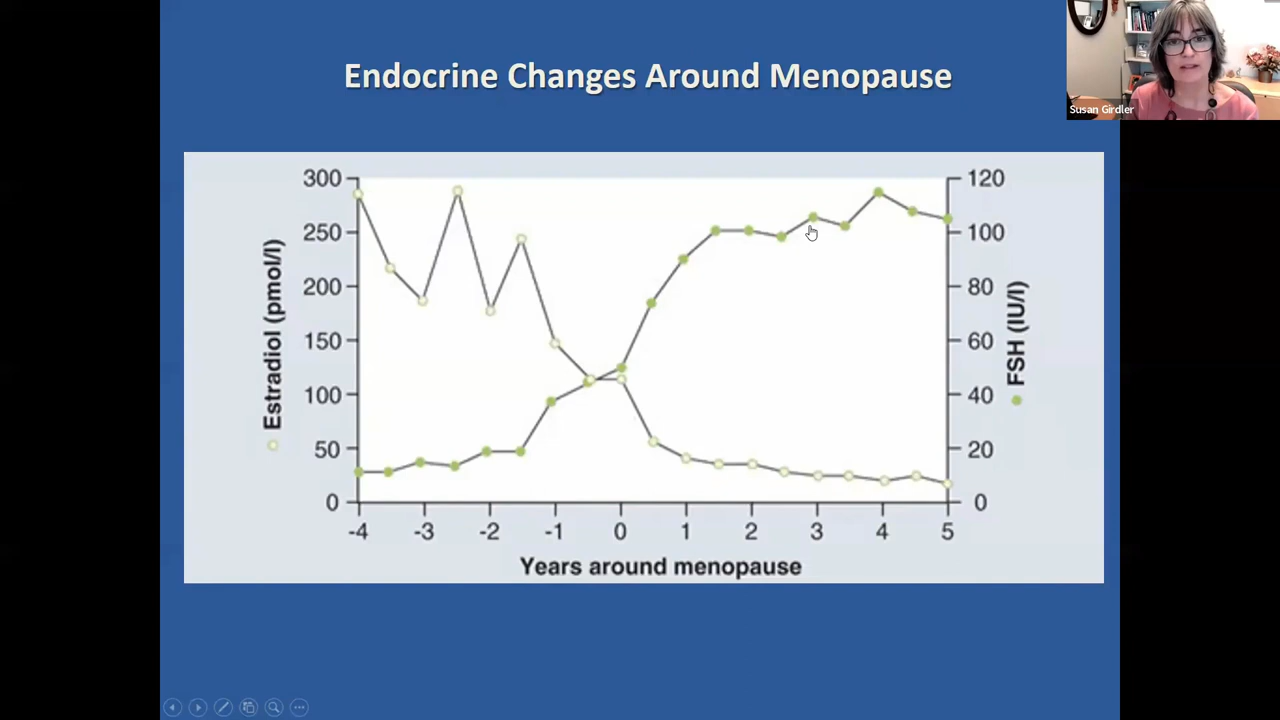 Endocrine Changes Around Menopause
Susan Girdler
300
250
200
150
100
50
0
Estradiol (pmol/l)
120
100
80
60
40
20
0
FSH (IU/l)
-4 -3 -2 -1 0 1 2 3 4 5
Years around menopause